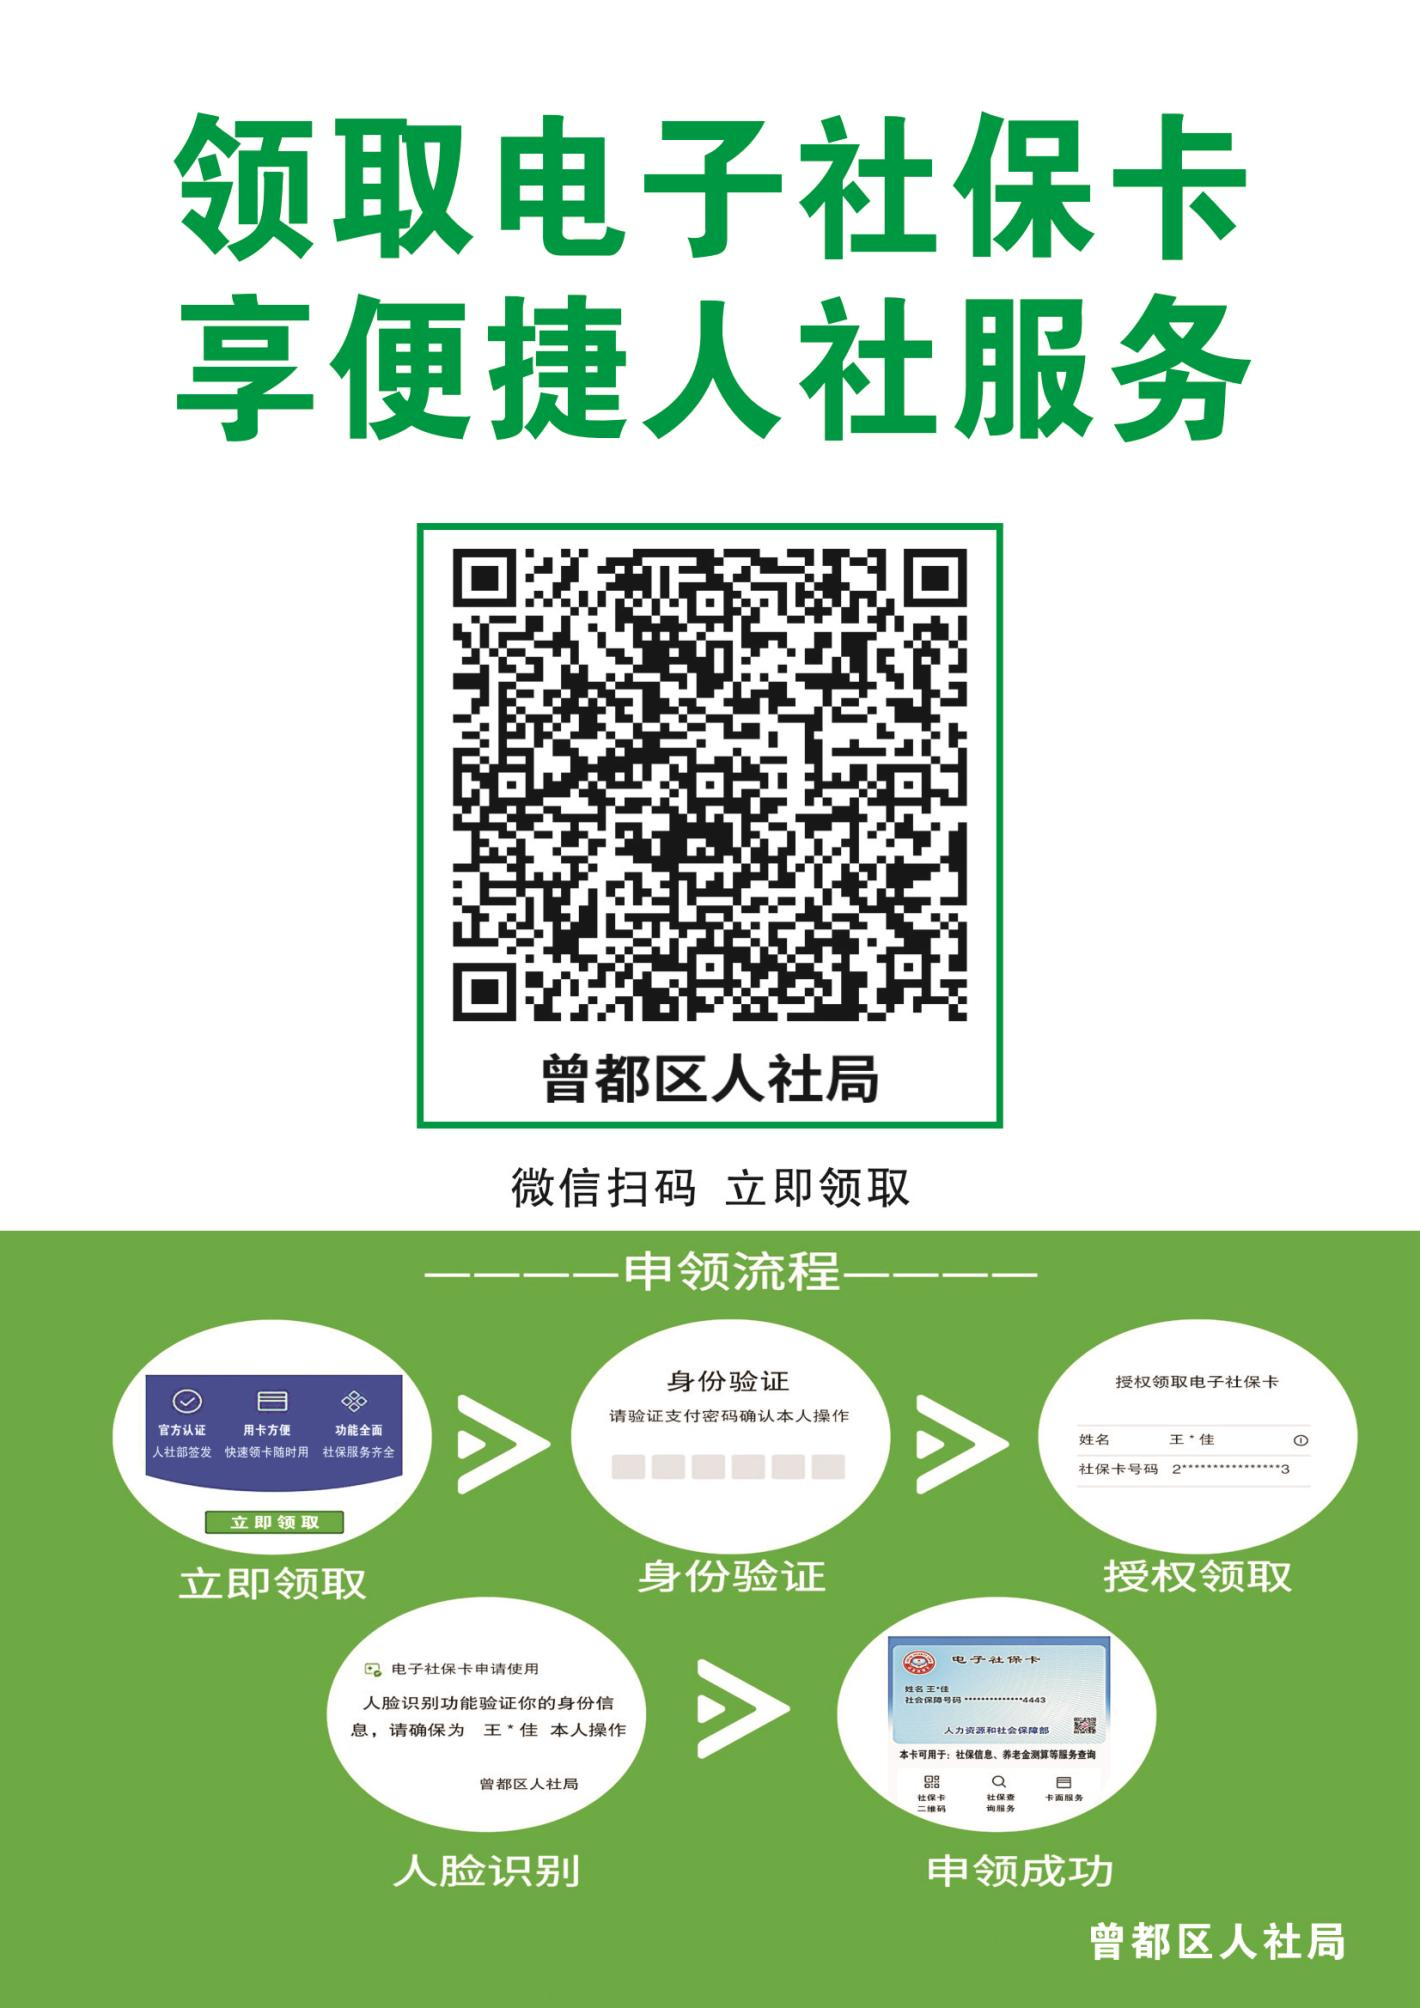 领取电子社保卡
享便捷人社服务
曾都区人社局
微信扫码 立即领取
————申领流程————
官方认证 用卡方便 功能全面
人社部签发 快速领卡随时用 社保服务齐全
立即领取
立即领取
身份验证
请验证支付密码确认本人操作
身份验证
授权领取电子社保卡
姓名 王*佳
社保卡号码 2****************3
授权领取
电子社保卡申请使用
人脸识别功能验证你的身份信
息，请确保为 王*佳 本人操作
曾都区人社局
人脸识别
电子社保卡
姓名 王*佳
社会保障号码 **************4443
人力资源和社会保障部
本卡可用于：社保信息、养老金测算等服务查询
社保卡 社保查 卡面服务
二维码 询服务
申领成功
曾都区人社局